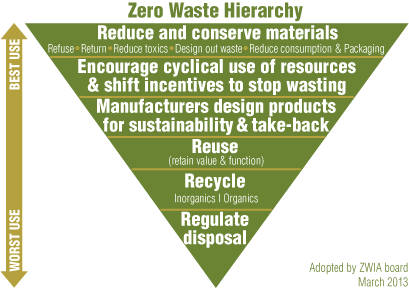 Zero Waste Hierarchy
BEST USE
Reduce and conserve materials
Refuse•Return•Reduce toxics•Design out waste•Reduce consumption & Packaging
Encourage cyclical use of resources
& shift incentives to stop wasting
Manufacturers design products
for sustainability & take-back
Reuse
(retain value & function)
Recycle
Inorganics | Organics
Regulate
disposal
WORST USE
Adopted by ZWIA board
March 2013